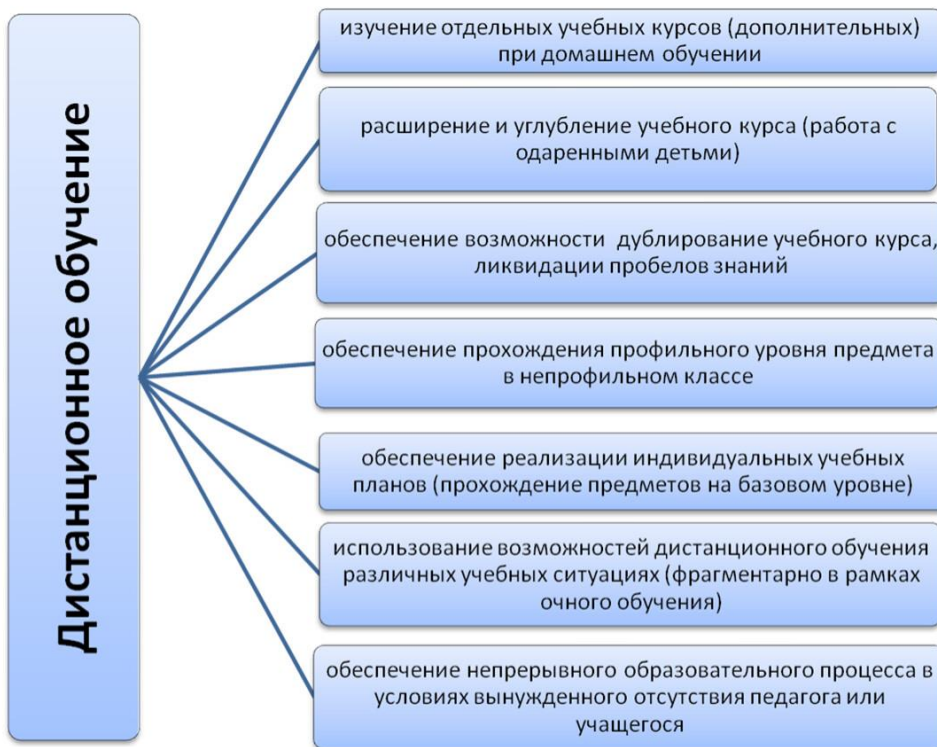 Дистанционное обучение
изучение отдельных учебных курсов (дополнительных)
при домашнем обучении
расширение и углубление учебного курса (работа с
одаренными детьми)
обеспечение возможности дублирование учебного курса,
ликвидации пробелов знаний
обеспечение прохождения профильного уровня предмета
в непрофильном классе
обеспечение реализации индивидуальных учебных
планов (прохождение предметов на базовом уровне)
использование возможностей дистанционного обучения
различных учебных ситуациях (фрагментарно в рамках
очного обучения)
обеспечение непрерывного образовательного процесса в
условиях вынужденного отсутствия педагога или
учащегося